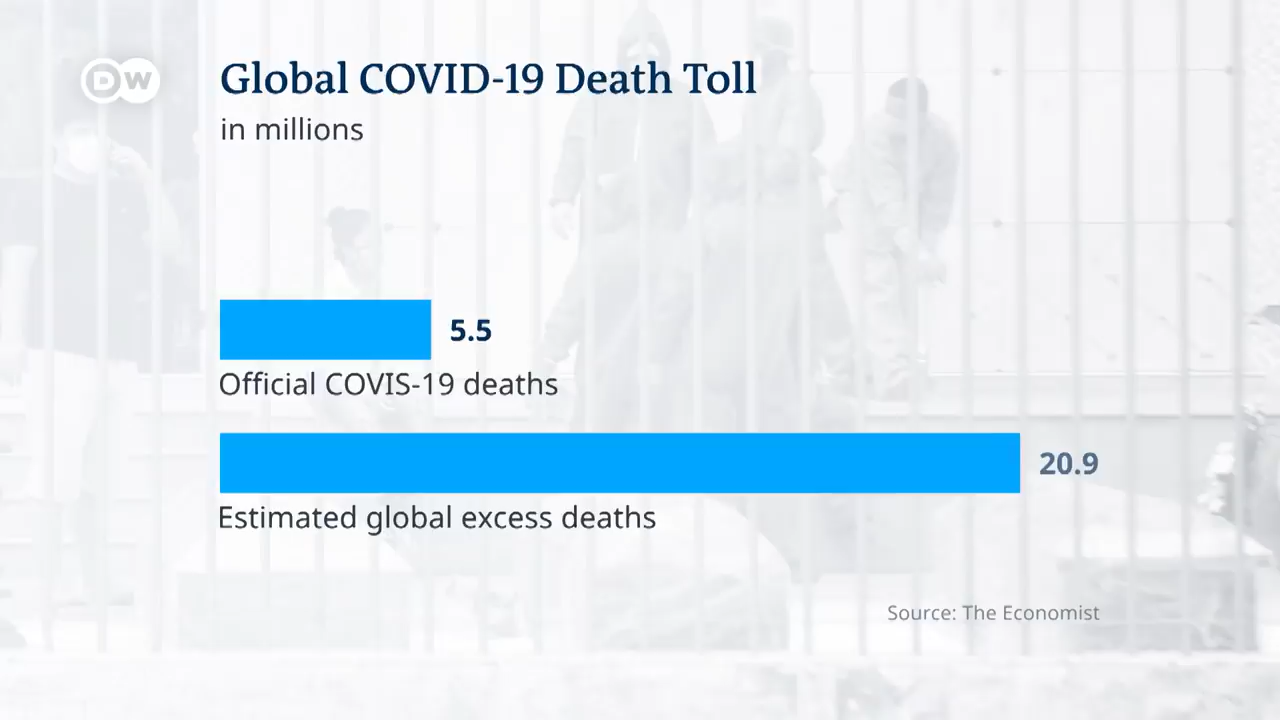 DW
Global COVID-19 Death Toll
in millions
5.5
Official COVIS-19 deaths
20.9
Estimated global excess deaths
Source: The Economist